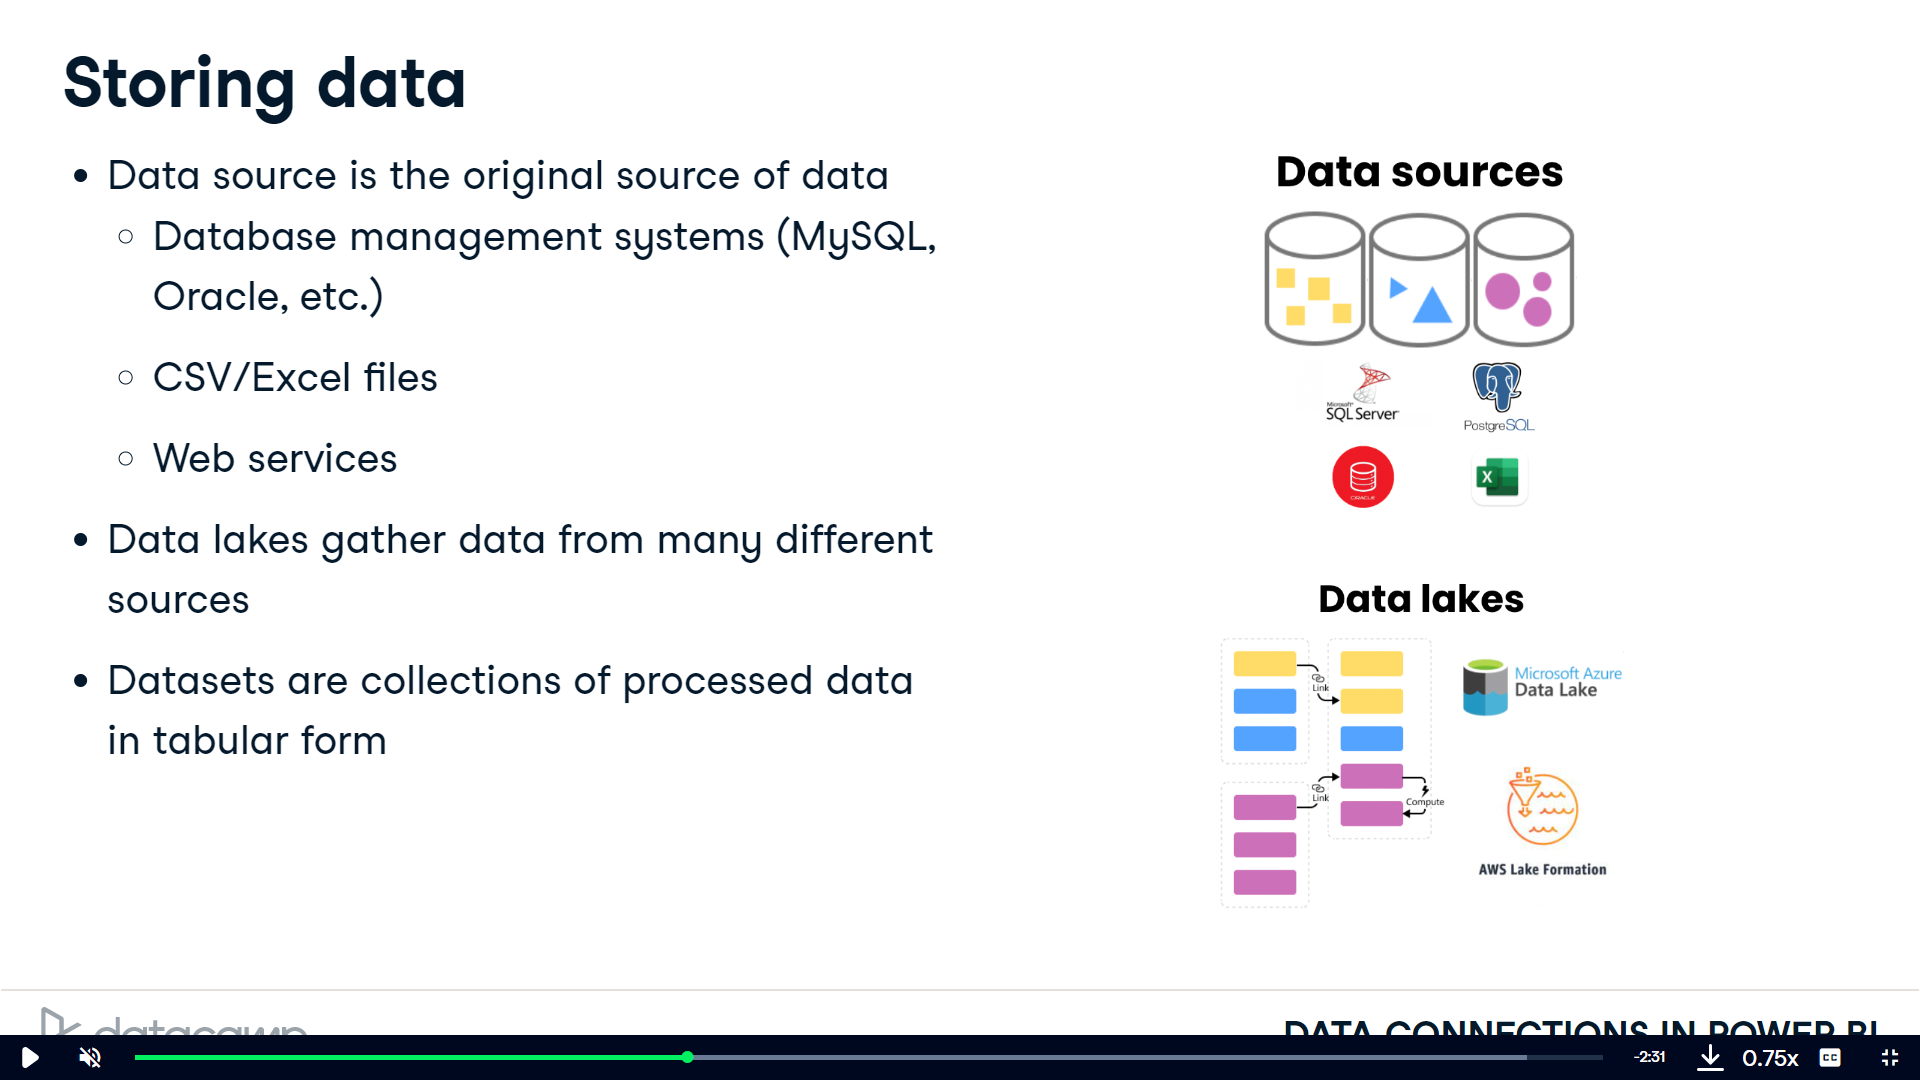 Storing data
• Data source is the original source of data
○ Database management systems (MySQL,
Oracle, etc.)
○ CSV/Excel files
○ Web services
• Data lakes gather data from many different
sources
• Datasets are collections of processed data
in tabular form
Data sources
Microsoft
SQL Server
PostgreSQL
ORACLE
X
Data lakes
Link
Link
Compute
Microsoft Azure
Data Lake
AWS Lake Formation
datacamp
DATA CONNECTIONS IN POWER BI
-2:31
0.75x
CC